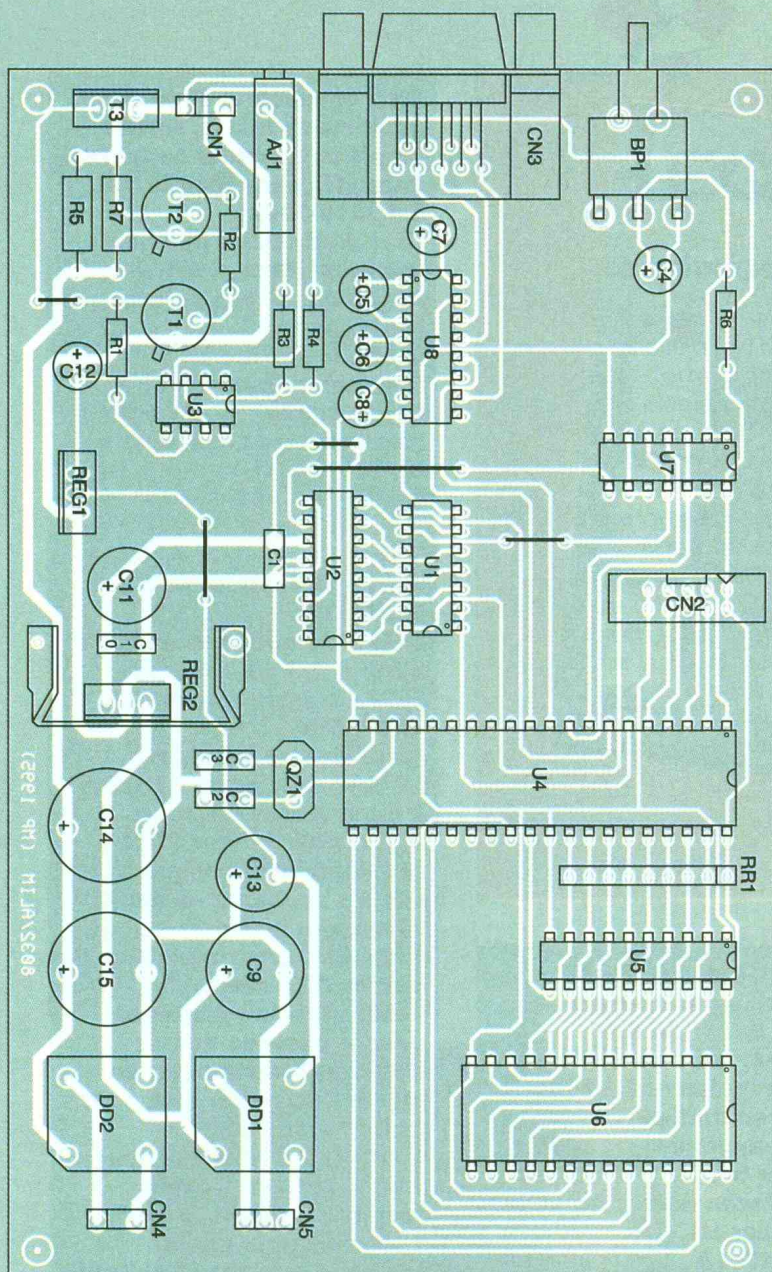 T3
CN1
AJ1
CN3
BP1
R5
R7
T2
R2
C7
+
C4
+
+C5
U8
R6
R1
T1
R3
R4
+C6
+
C12
U3
C8+
U7
REG1
C1
U2
U1
C11
+
CN2
C10
REG2
C3
C2
QZ1
U4
C14
+
C13
+
RR1
C15
+
C9
+
U5
DD2
DD1
U6
CN4
CN5